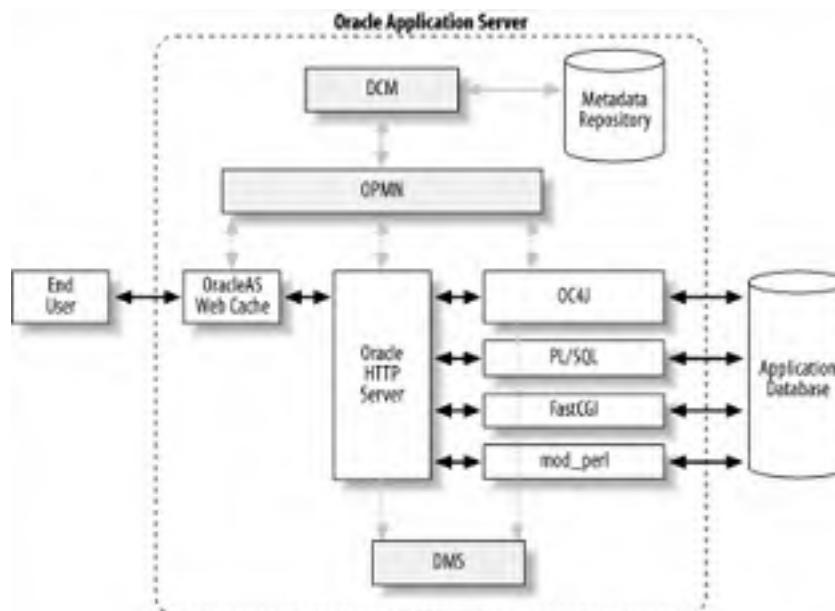 Oracle Application Server
DCM
Metadata
Repository
OPMN
End
User
OracleAS
Web Cache
Oracle
HTTP
Server
OC4J
PL/SQL
FastCGI
mod_perl
Application
Database
DMS